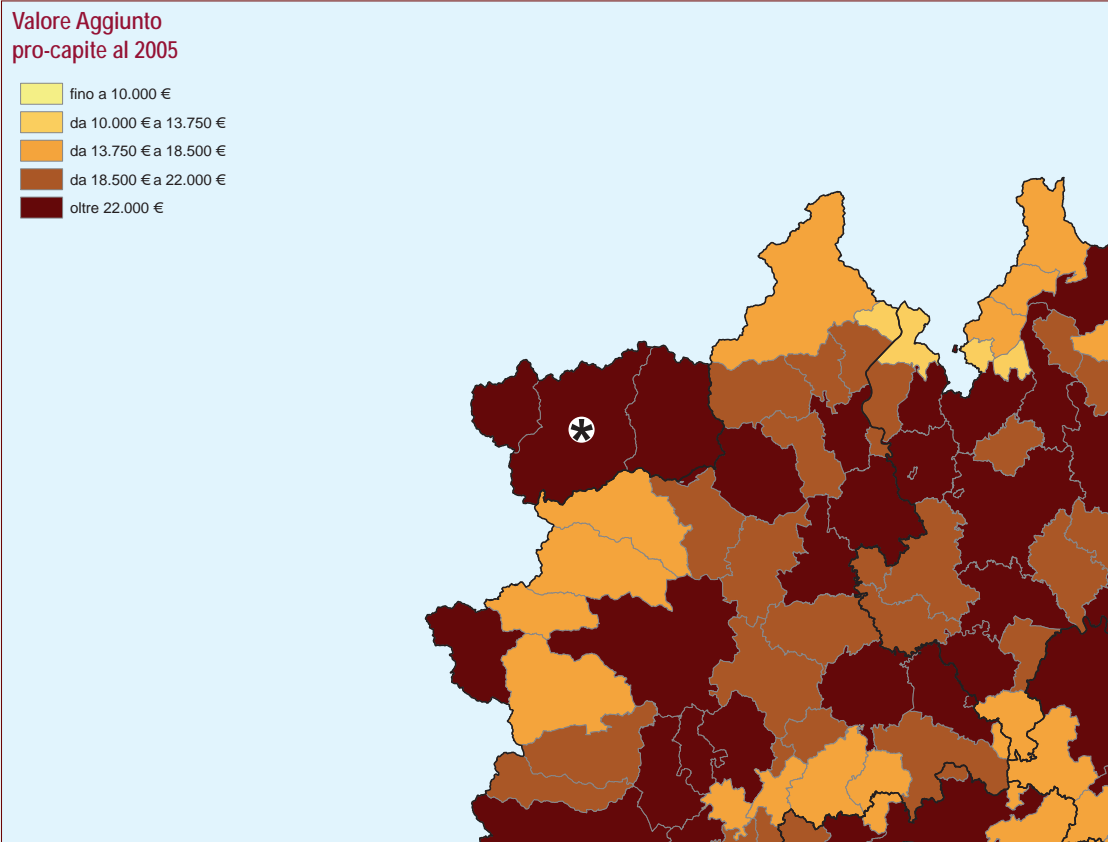 Valore Aggiunto
pro-capite al 2005
fino a 10.000 €
da 10.000 € a 13.750 €
da 13.750 € a 18.500 €
da 18.500 € a 22.000 €
oltre 22.000 €
*